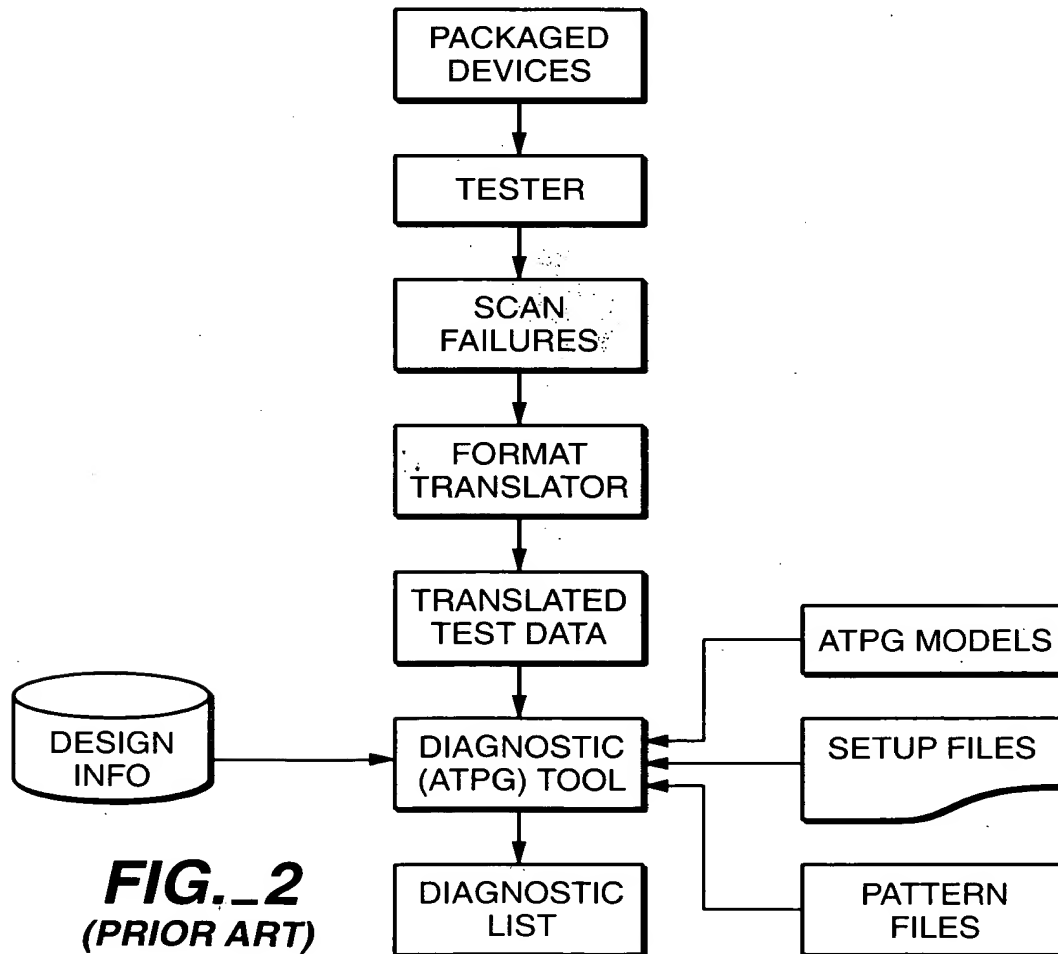 PACKAGED
DEVICES
TESTER
SCAN
FAILURES
FORMAT
TRANSLATOR
TRANSLATED
TEST DATA
ATPG MODELS
DESIGN
INFO
DIAGNOSTIC
(ATPG) TOOL
SETUP FILES
DIAGNOSTIC
LIST
PATTERN
FILES
FIG._2
(PRIOR ART)